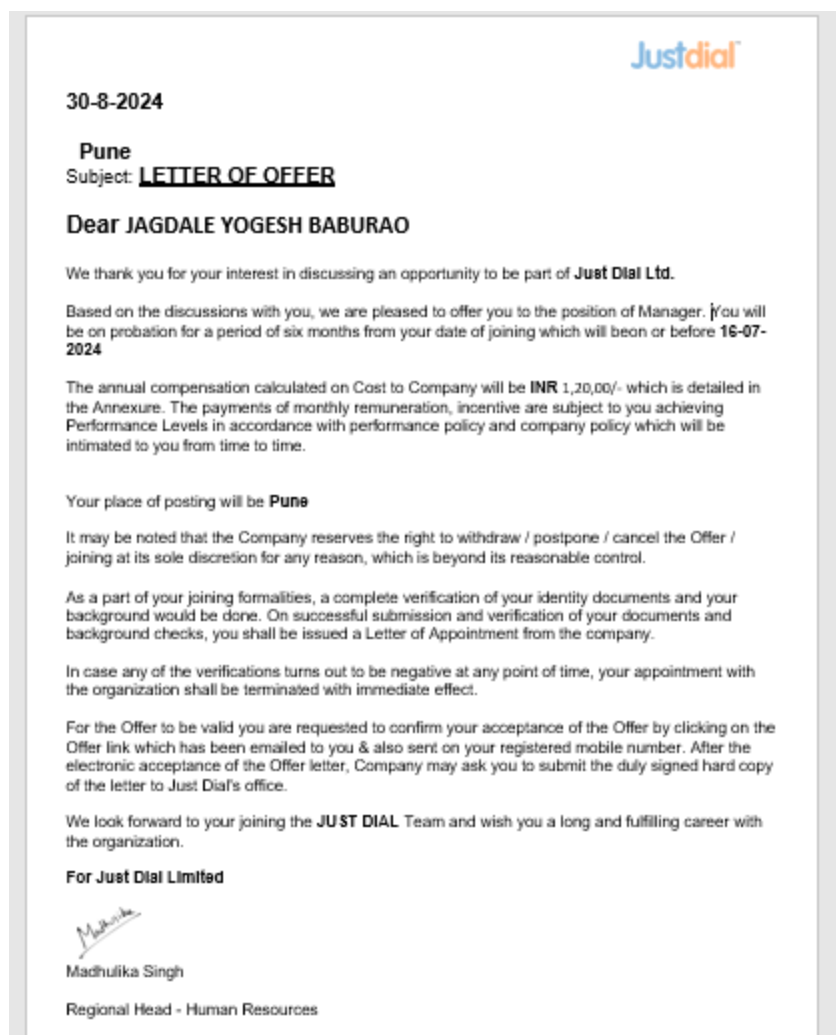 Justdial™
30-8-2024
Pune
Subject: LETTER OF OFFER
Dear JAGDALE YOGESH BABURAO
We thank you for your interest in discussing an opportunity to be part of Just Dial Ltd.
Based on the discussions with you, we are pleased to offer you to the position of Manager. You will
be on probation for a period of six months from your date of joining which will beon or before 16-07-
2024
The annual compensation calculated on Cost to Company will be INR 1,20,00/- which is detailed in
the Annexure. The payments of monthly remuneration, incentive are subject to you achieving
Performance Levels in accordance with performance policy and company policy which will be
intimated to you from time to time.
Your place of posting will be Pune
It may be noted that the Company reserves the right to withdraw / postpone / cancel the Offer /
joining at its sole discretion for any reason, which is beyond its reasonable control.
As a part of your joining formalities, a complete verification of your identity documents and your
background would be done. On successful submission and verification of your documents and
background checks, you shall be issued a Letter of Appointment from the company.
In case any of the verifications turns out to be negative at any point of time, your appointment with
the organization shall be terminated with immediate effect.
For the Offer to be valid you are requested to confirm your acceptance of the Offer by clicking on the
Offer link which has been emailed to you & also sent on your registered mobile number. After the
electronic acceptance of the Offer letter, Company may ask you to submit the duly signed hard copy
of the letter to Just Dial's office.
We look forward to your joining the JUST DIAL Team and wish you a long and fulfilling career with
the organization.
For Just Dial Limited
Madhulika
Madhulika Singh
Regional Head - Human Resources